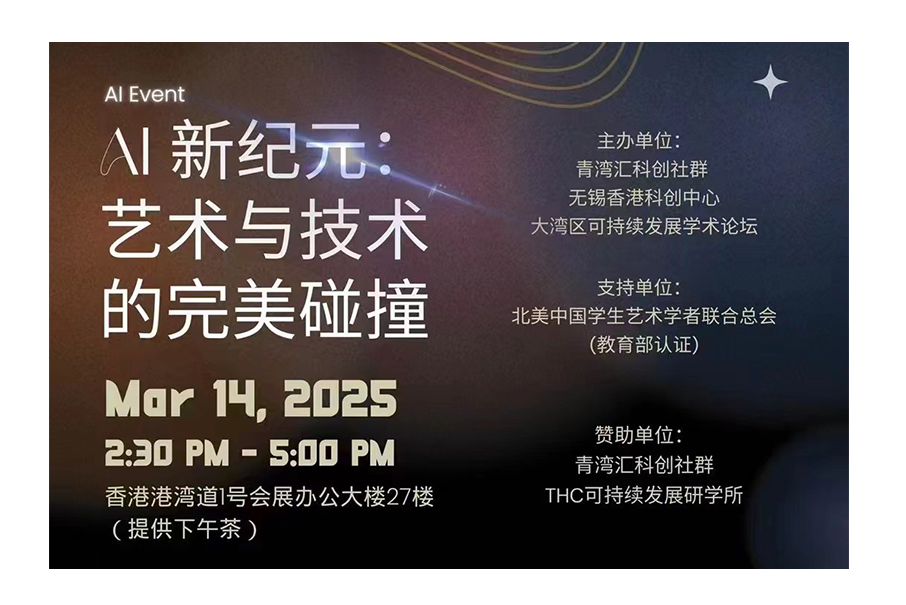 AI Event
AI 新纪元：
艺术与技术
的完美碰撞
Mar 14, 2025
2:30 PM - 5:00 PM
香港港湾道1号会展办公大楼27楼
（提供下午茶）
主办单位：
青湾汇科创社群
无锡香港科创中心
大湾区可持续发展学术论坛
支持单位：
北美中国学生艺术学者联合总会
(教育部认证)
赞助单位：
青湾汇科创社群
THC可持续发展研学所